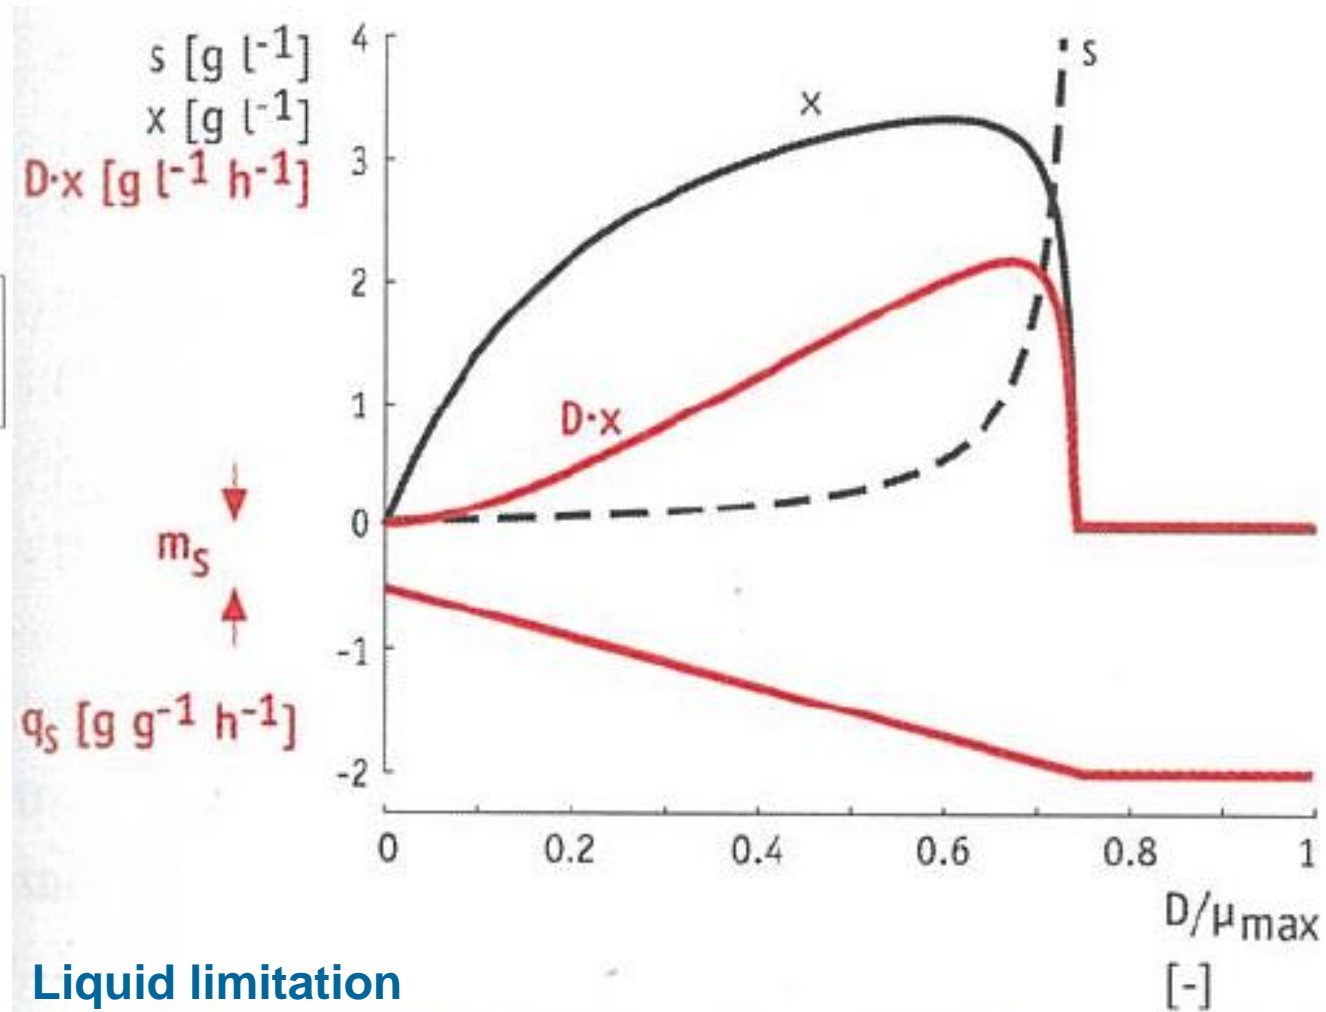 s [g l⁻¹]
x [g l⁻¹]
D·x [g l⁻¹ h⁻¹]
4
3
2
1
0
-1
-2
s
x
D·x
mₛ
qₛ [g g⁻¹ h⁻¹]
0 0.2 0.4 0.6 0.8 1
D/μmax
[-]
Liquid limitation